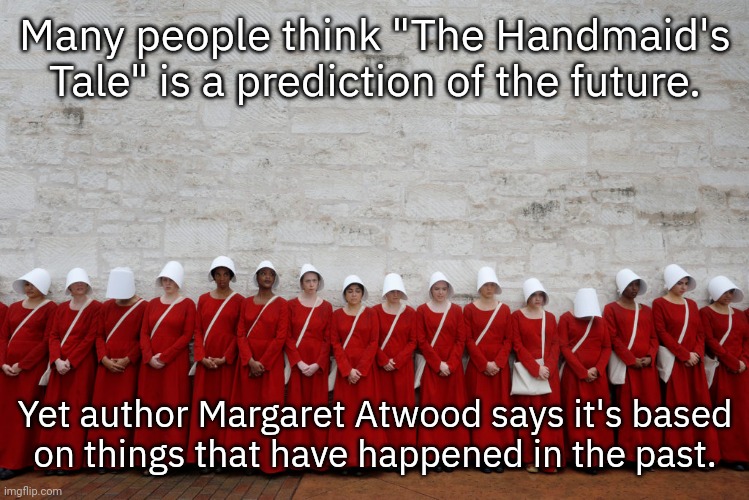 Many people think "The Handmaid's
Tale" is a prediction of the future.
Yet author Margaret Atwood says it's based
on things that have happened in the past.
imgflip.com